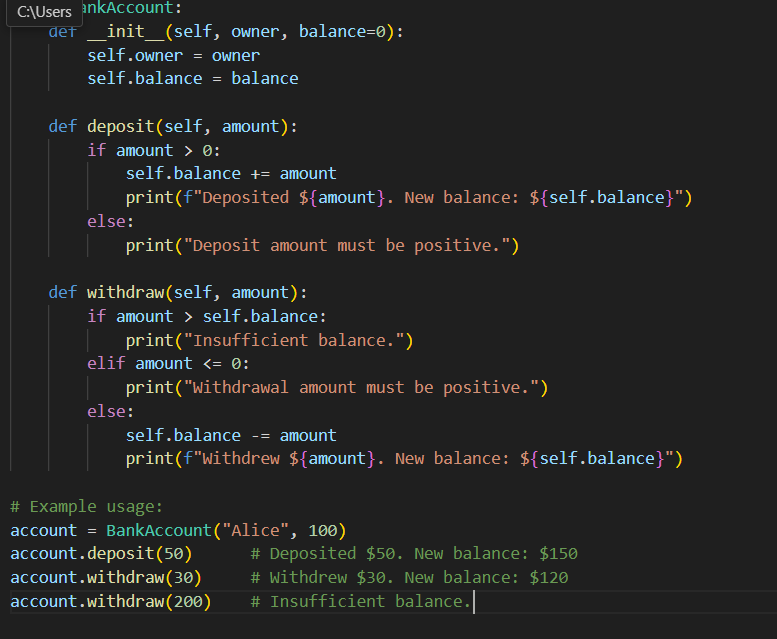 C:\Users
ankAccount:
    def __init__(self, owner, balance=0):
        self.owner = owner
        self.balance = balance

    def deposit(self, amount):
        if amount > 0:
            self.balance += amount
            print(f"Deposited ${amount}. New balance: ${self.balance}")
        else:
            print("Deposit amount must be positive.")

    def withdraw(self, amount):
        if amount > self.balance:
            print("Insufficient balance.")
        elif amount <= 0:
            print("Withdrawal amount must be positive.")
        else:
            self.balance -= amount
            print(f"Withdrew ${amount}. New balance: ${self.balance}")

# Example usage:
account = BankAccount("Alice", 100)
account.deposit(50)      # Deposited $50. New balance: $150
account.withdraw(30)     # Withdrew $30. New balance: $120
account.withdraw(200)    # Insufficient balance.